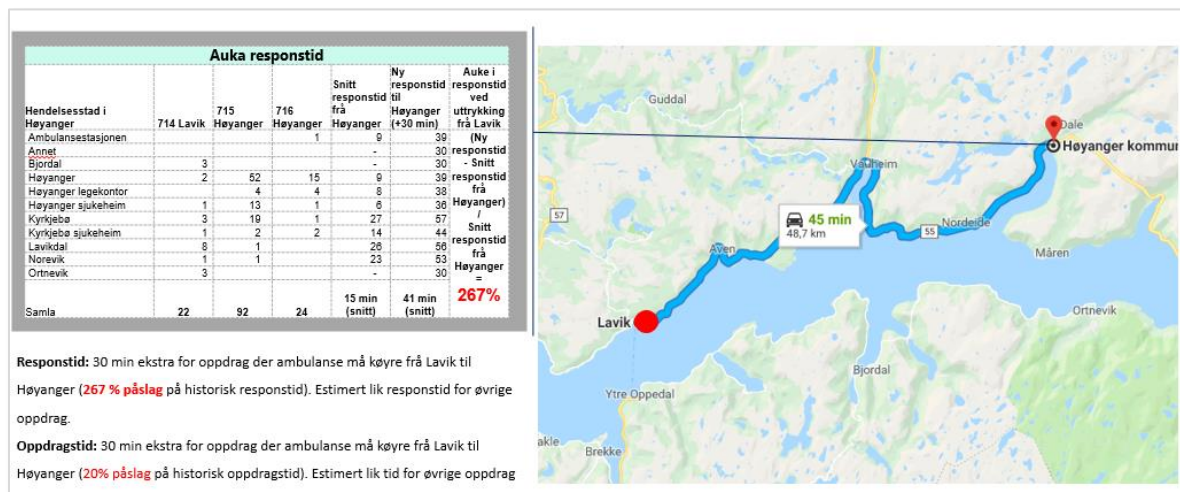 Auka responstid
Hendelsesstad i Høyanger 714 Lavik 715 Høyanger 716 Høyanger Snitt responstid frå Høyanger Ny responstid til Høyanger (+30 min) Auke i responstid ved uttrykking frå Lavik (Ny responstid - Snitt responstid frå Høyanger) / Snitt responstid frå Høyanger = 267%
Ambulansestasjonen 1 9 39
Annet - 30
Bjordal 3 - 30
Høyanger 2 52 15 9 39
Høyanger legekontor 4 4 8 38
Høyanger sjukeheim 1 13 1 6 36
Kyrkjebø 3 19 1 27 57
Kyrkjebø sjukeheim 1 2 2 14 44
Lavikdal 8 1 26 56
Norevik 1 1 23 53
Ortnevik 3 - 30
Samla 22 92 24 15 min (snitt) 41 min (snitt)
Responstid: 30 min ekstra for oppdrag der ambulanse må køyre frå Lavik til
Høyanger (267 % påslag på historisk responstid). Estimert lik responstid for øvrige
oppdrag.
Oppdragstid: 30 min ekstra for oppdrag der ambulanse må køyre frå Lavik til
Høyanger (20% påslag på historisk oppdragstid). Estimert lik tid for øvrige oppdrag
Guddal
Dale
Høyanger kommun
Vadheim
57
45 min
48,7 km
55
Nordeide
Måren
Åven
Lavik
Ortnevik
Bjordal
Ytre Oppedal
akle
Brekke